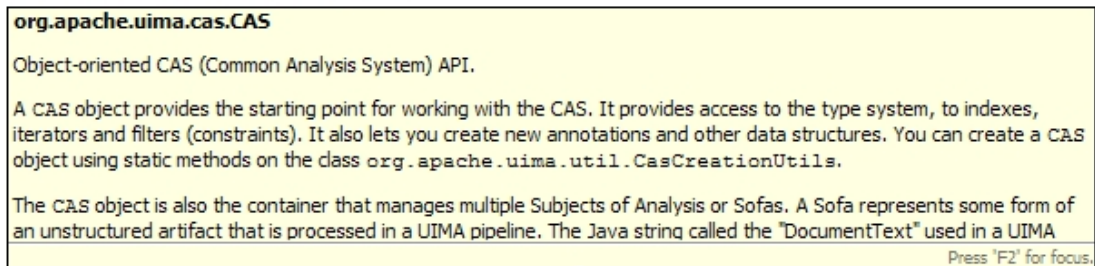 org.apache.uima.cas.CAS
Object-oriented CAS (Common Analysis System) API.
A CAS object provides the starting point for working with the CAS. It provides access to the type system, to indexes,
iterators and filters (constraints). It also lets you create new annotations and other data structures. You can create a CAS
object using static methods on the class org.apache.uima.util.CasCreationUtils.
The CAS object is also the container that manages multiple Subjects of Analysis or Sofas. A Sofa represents some form of
an unstructured artifact that is processed in a UIMA pipeline. The Java string called the "DocumentText" used in a UIMA
Press 'F2' for focus.